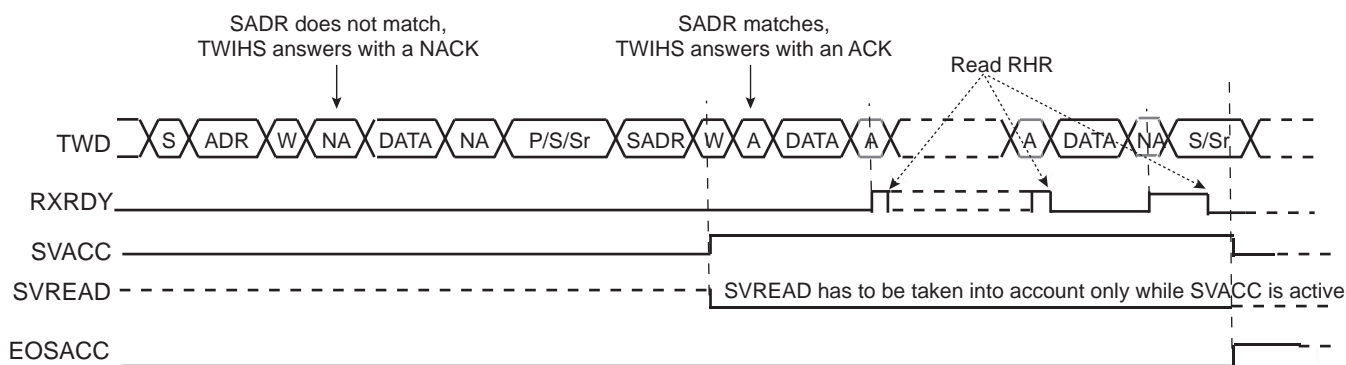 SADR does not match,
TWIHS answers with a NACK
SADR matches,
TWIHS answers with an ACK
Read RHR
TWD S ADR W NA DATA NA P/S/Sr SADR W A DATA A A DATA NA S/Sr
RXRDY
SVACC
SVREAD SVREAD has to be taken into account only while SVACC is active
EOSACC